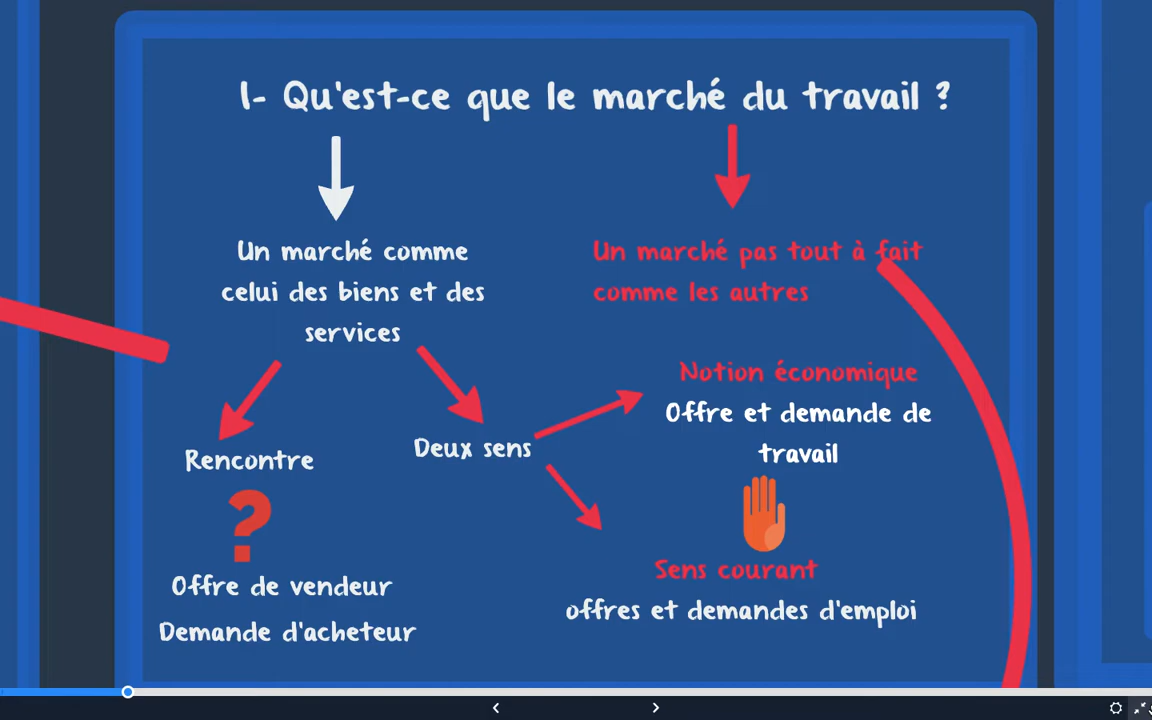 1- Qu'est-ce que le marché du travail ?
Un marché comme
celui des biens et des
services
Un marché pas tout à fait
comme les autres
Rencontre
?
Offre de vendeur
Demande d'acheteur
Deux sens
Notion économique
Offre et demande de
travail
Sens courant
offres et demandes d'emploi